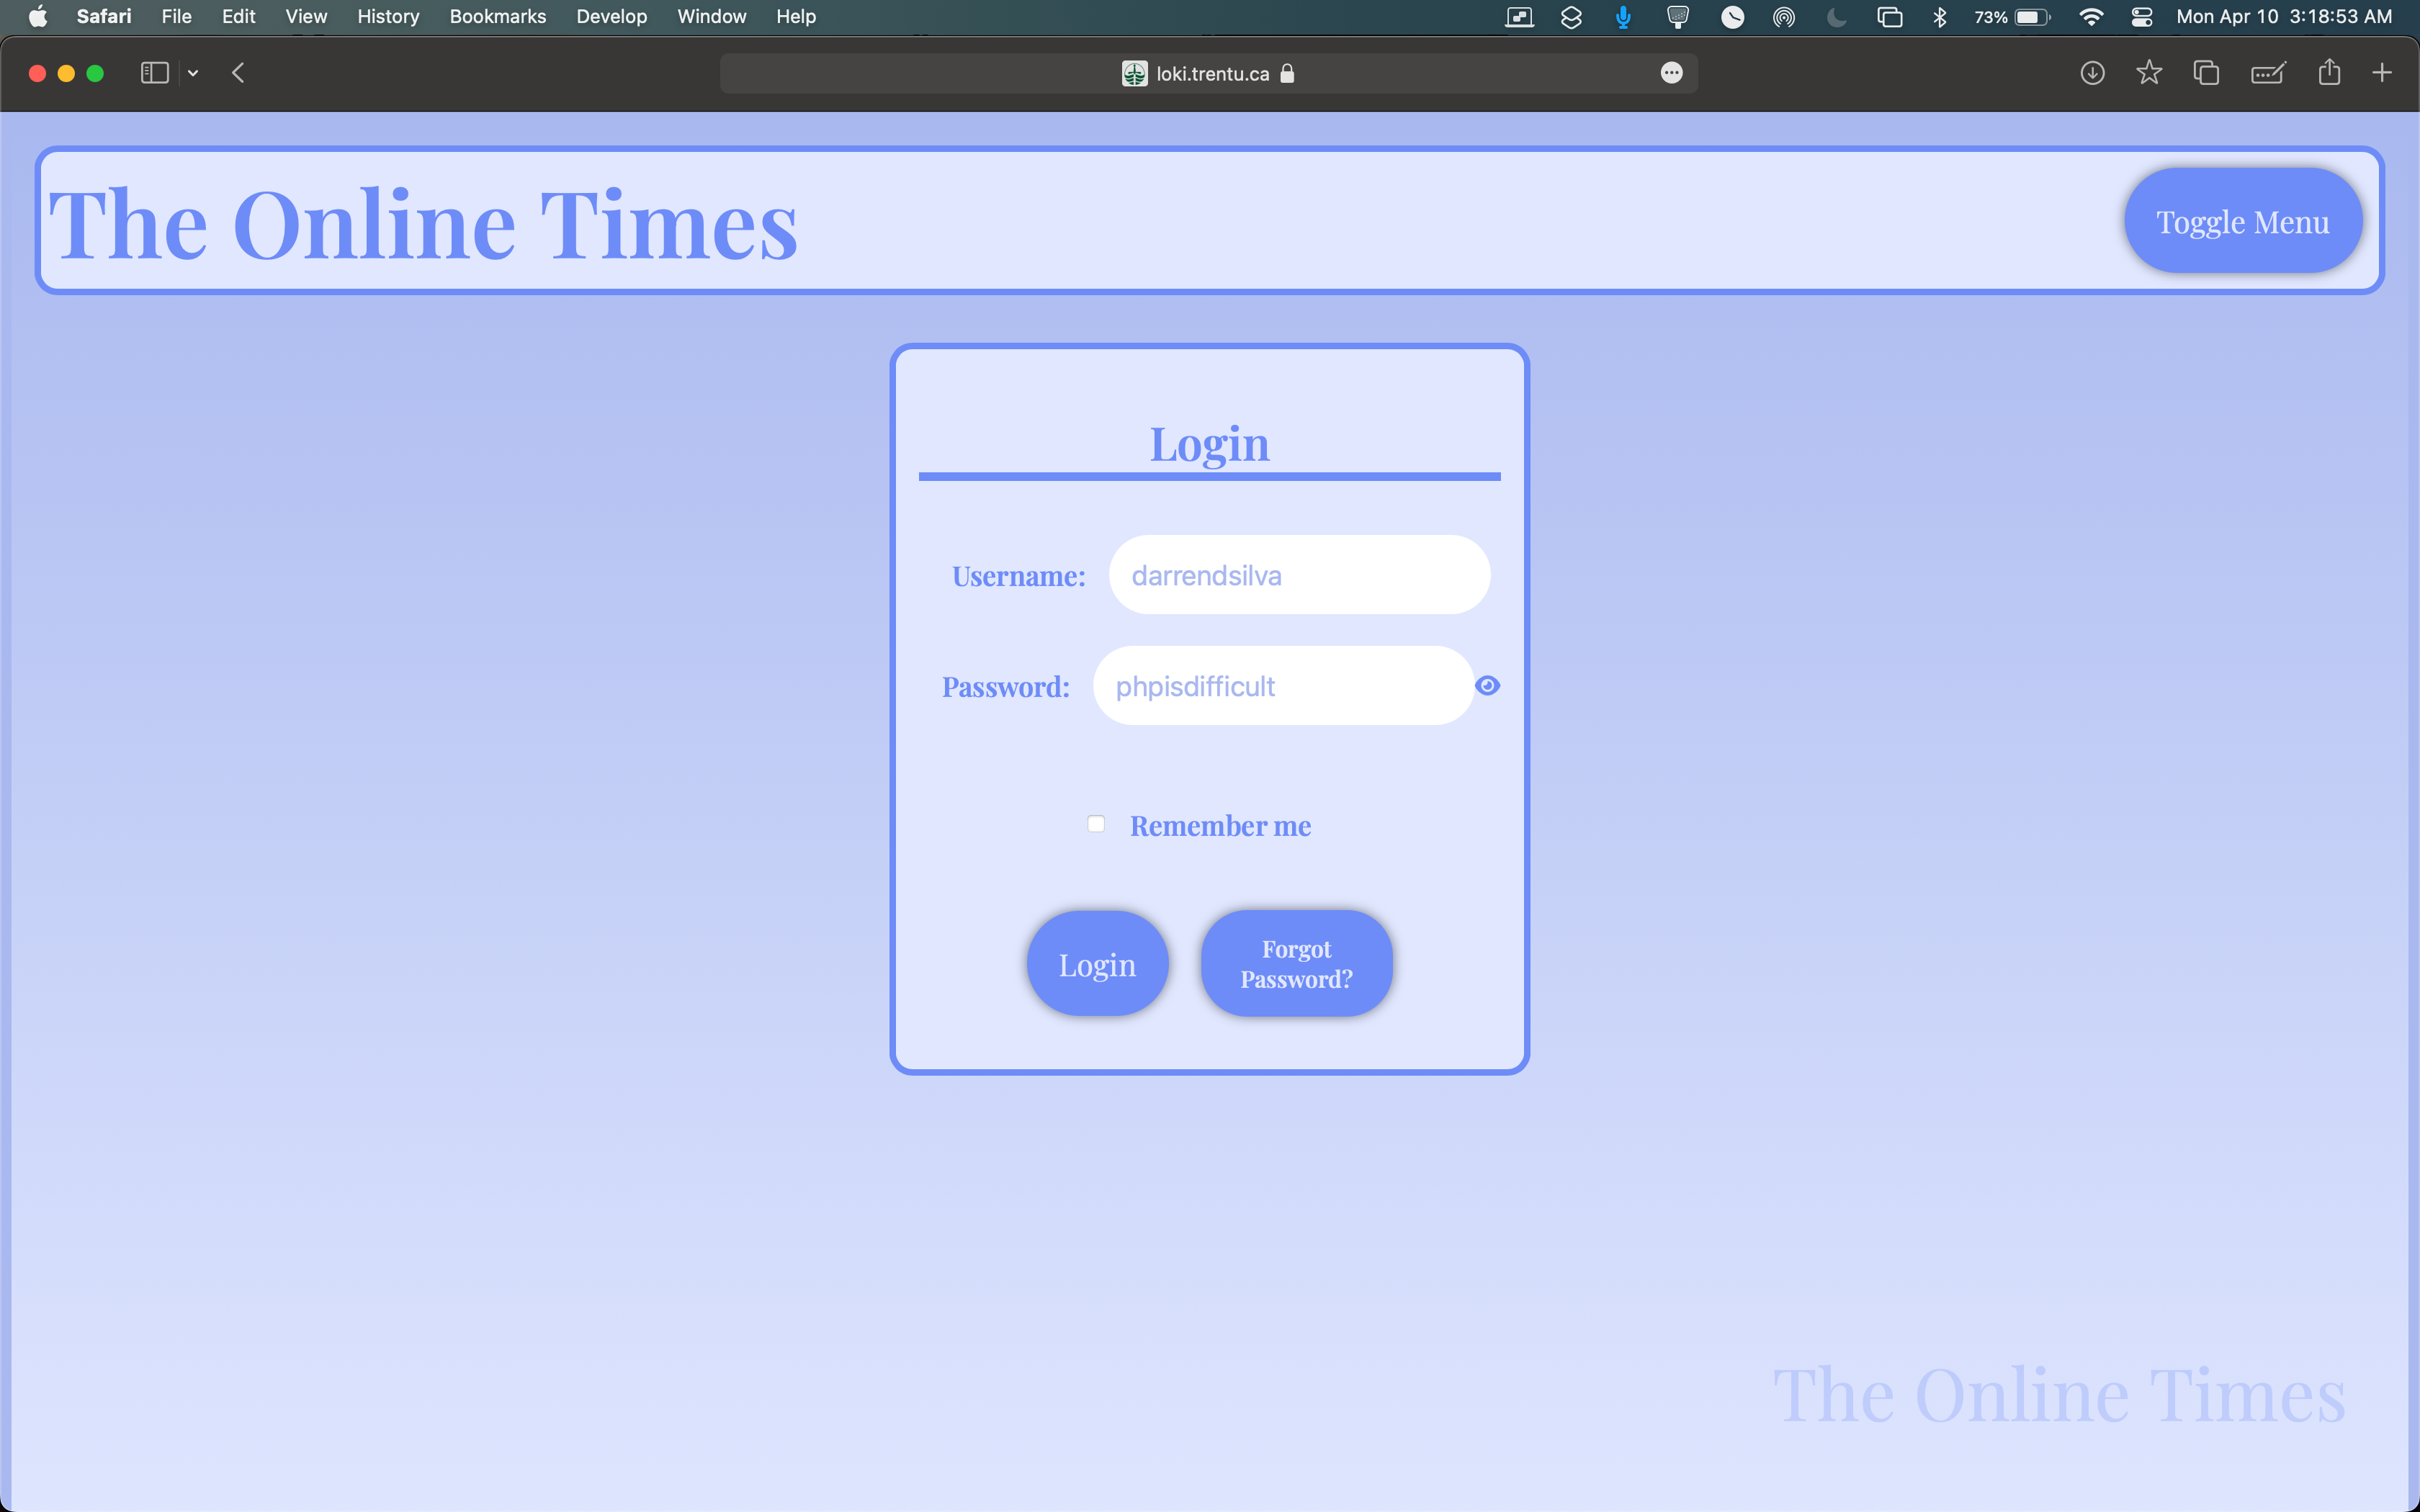 Safari File Edit View History Bookmarks Develop Window Help 73% Mon Apr 10 3:18:53 AM
loki.trentu.ca
The Online Times
Toggle Menu
Login
Username: darrendsilva
Password: phpisdifficult
Remember me
Login
Forgot
Password?
The Online Times